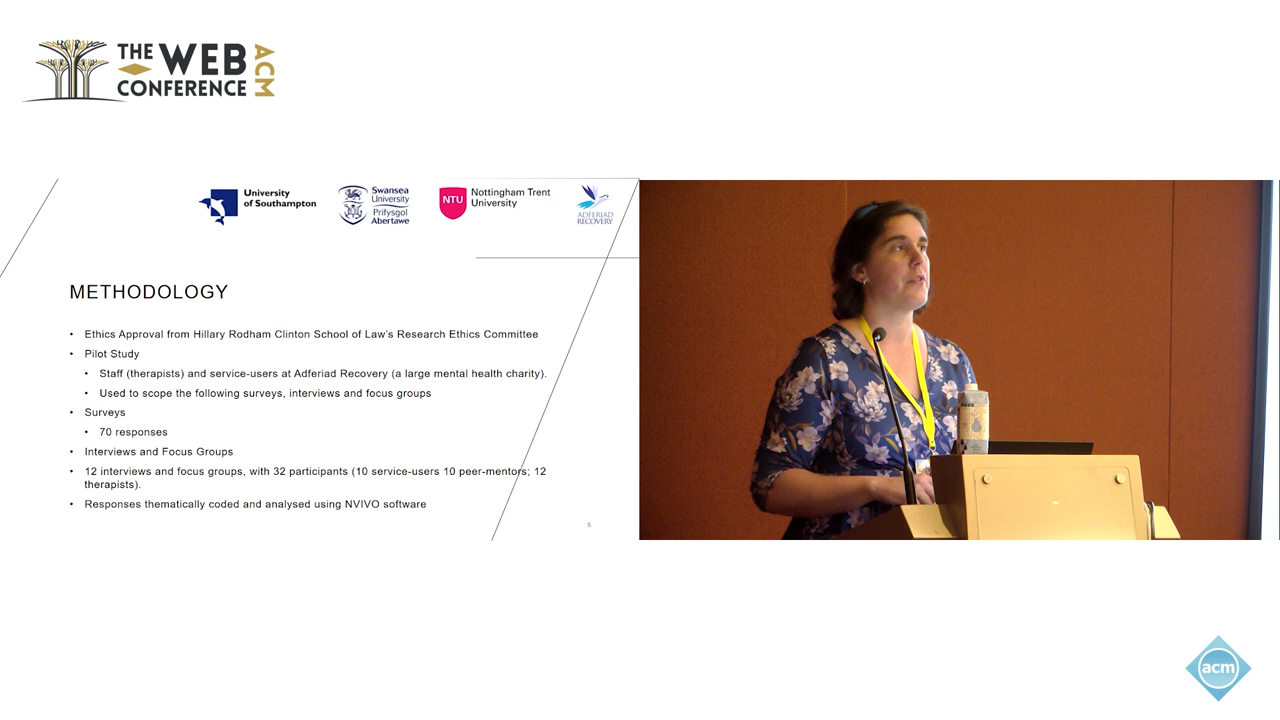 THE WEB
CONFERENCE
ACM
University
of Southampton
Swansea
University
Prifysgol
Abertawe
NTU
Nottingham Trent
University
ADFERIAD
RECOVERY
METHODOLOGY
• Ethics Approval from Hillary Rodham Clinton School of Law's Research Ethics Committee
• Pilot Study
• Staff (therapists) and service-users at Adferiad Recovery (a large mental health charity).
• Used to scope the following surveys, interviews and focus groups
• Surveys
• 70 responses
• Interviews and Focus Groups
• 12 interviews and focus groups, with 32 participants (10 service-users 10 peer-mentors; 12
therapists).
• Responses thematically coded and analysed using NVIVO software
6
acm